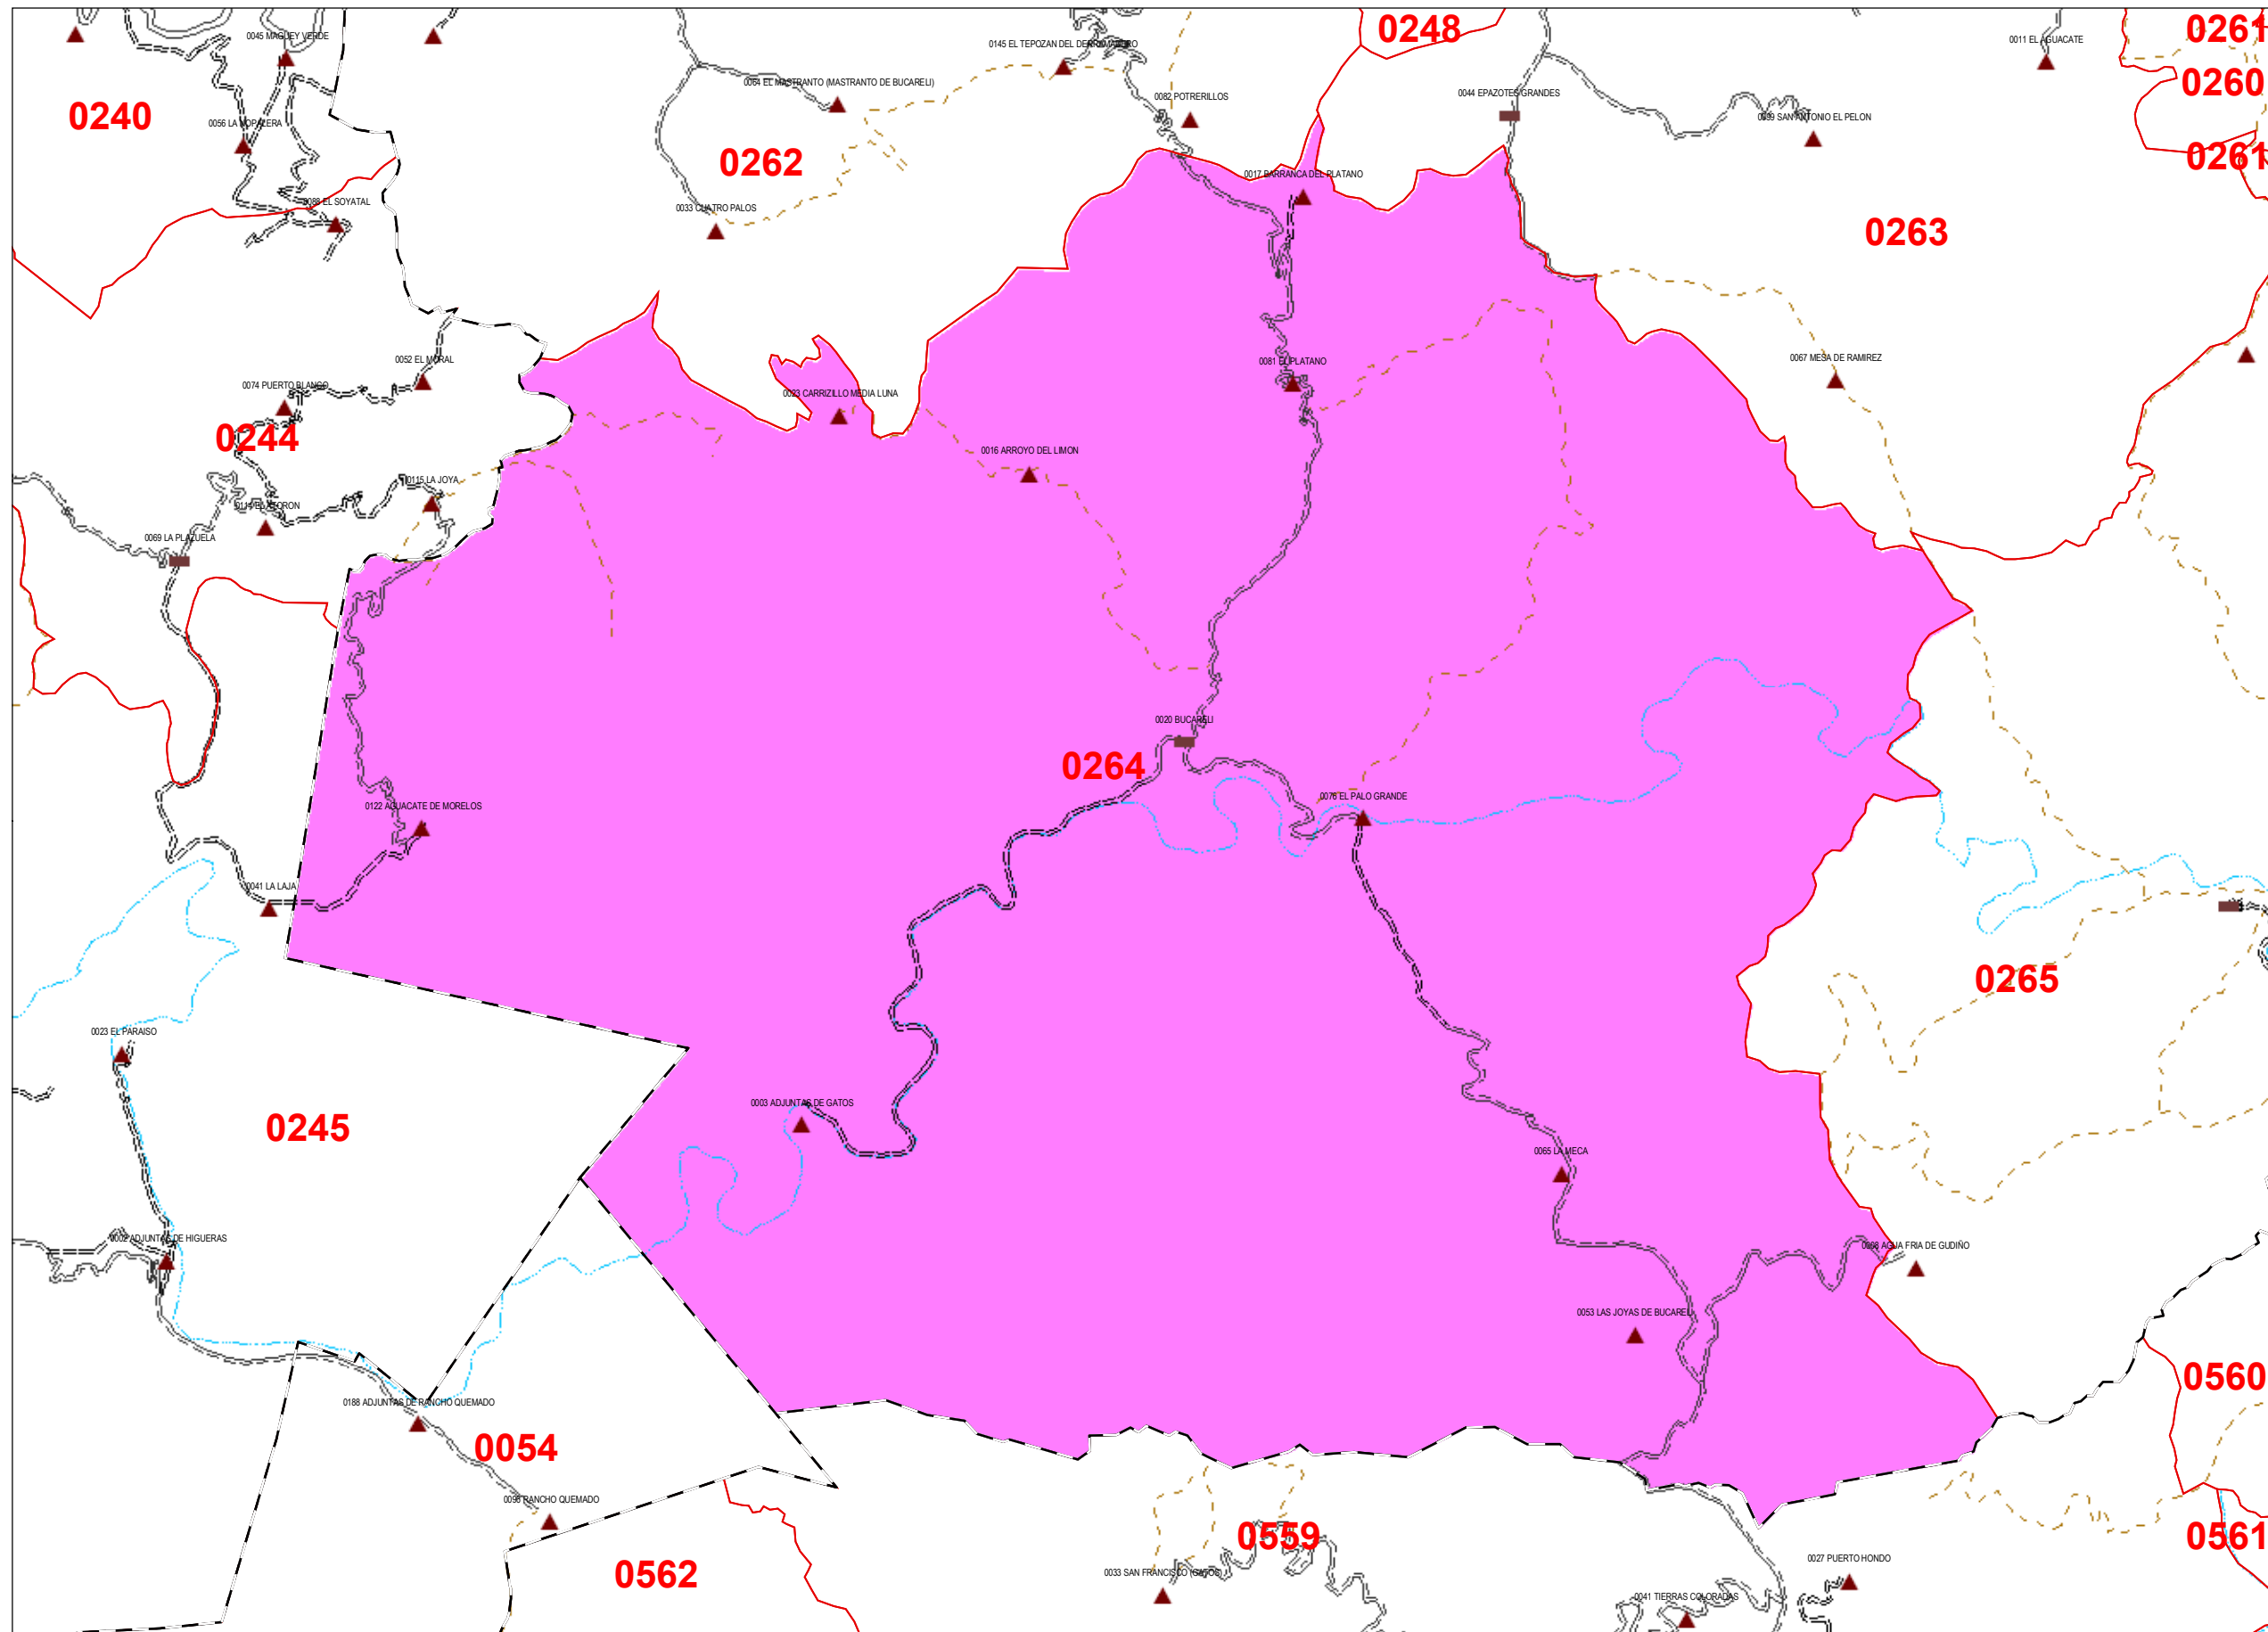 0248
0261
0045 MAGUEY VERDE
0145 EL TEPOZAN DEL DERRAMADERO
0011 EL AGUACATE
0064 EL MASTRANTO (MASTRANTO DE BUCARELI)
0260
0082 POTRERILLOS
0044 EPAZOTES GRANDES
0240
0056 LA NOPALERA
0099 SAN ANTONIO EL PELON
0262
0261
0017 BARRANCA DEL PLATANO
0088 EL SOYATAL
0033 CUATRO PALOS
0263
0052 EL MORAL
0081 EL PLATANO
0067 MESA DE RAMIREZ
0074 PUERTO BLANCO
0023 CARRIZILLO MEDIA LUNA
0244
0016 ARROYO DEL LIMON
0115 LA JOYA
0069 LA PLAZUELA
0020 BUCARELI
0264
0076 EL PALO GRANDE
0122 AGUACATE DE MORELOS
0041 LA LAJA
0265
0023 EL PARAISO
0003 ADJUNTAS DE GATOS
0245
0065 LA MECA
0002 ADJUNTAS DE HIGUERAS
0008 AGUA FRIA DE GUDIÑO
0053 LAS JOYAS DE BUCARELI
0560
0188 ADJUNTAS DE RANCHO QUEMADO
0054
0098 RANCHO QUEMADO
0559
0561
0562
0033 SAN FRANCISCO (GATOS)
0027 PUERTO HONDO
0041 TIERRAS COLORADAS